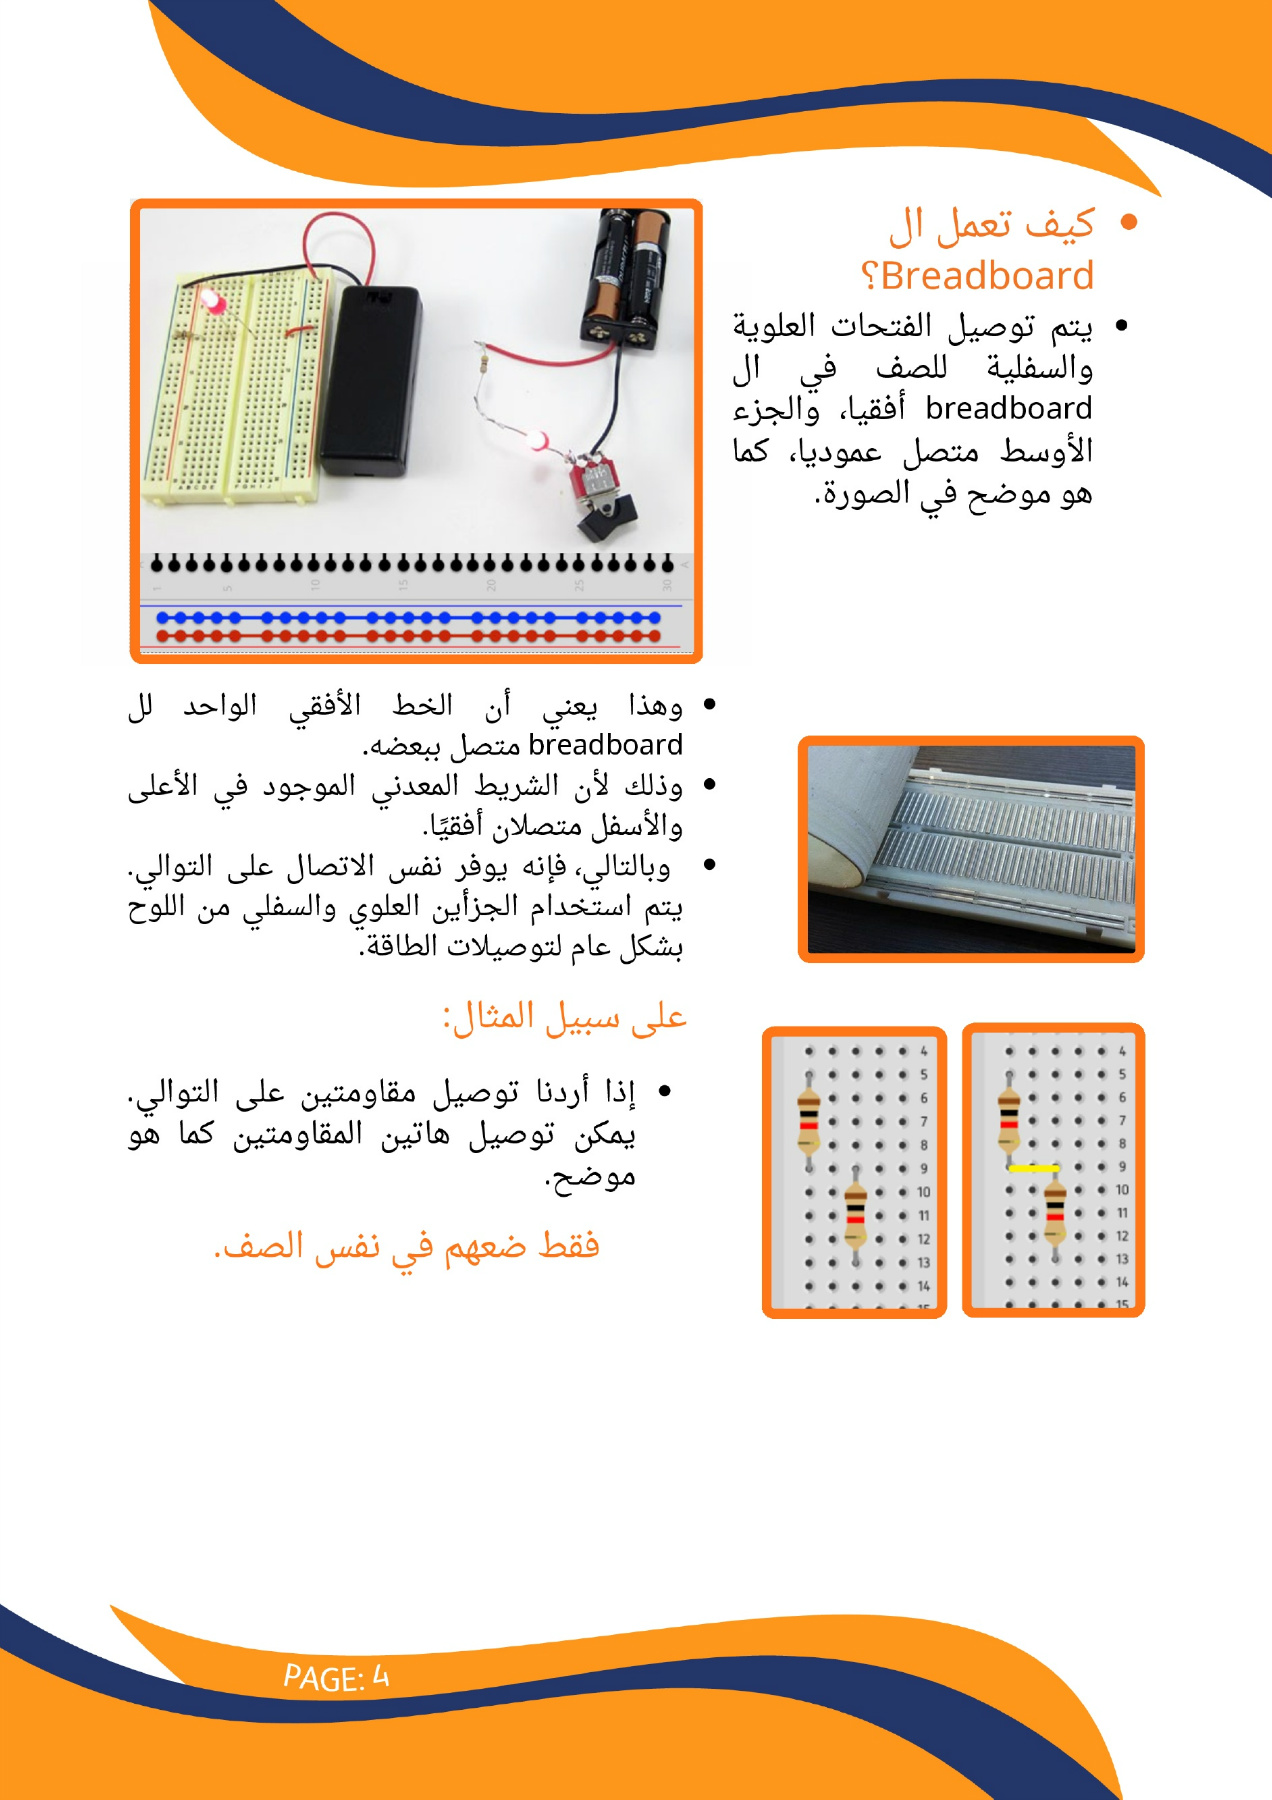 كيف تعمل ال
Breadboard؟
يتم توصيل الفتحات العلوية
والسفلية للصف في ال
breadboard أفقيا، والجزء
الأوسط متصل عموديا، كما
هو موضح في الصورة.
A A
1 5 10 15 20 25 30
وهذا يعني أن الخط الأفقي الواحد لل
breadboard متصل ببعضه.
وذلك لأن الشريط المعدني الموجود في الأعلى
والأسفل متصلان أفقيًا.
وبالتالي، فإنه يوفر نفس الاتصال على التوالي.
يتم استخدام الجزأين العلوي والسفلي من اللوح
بشكل عام لتوصيلات الطاقة.
على سبيل المثال:
إذا أردنا توصيل مقاومتين على التوالي.
يمكن توصيل هاتين المقاومتين كما هو
موضح.
فقط ضعهم في نفس الصف.
4
5
6
7
8
9
10
11
12
13
14
15
4
5
6
7
8
9
10
11
12
13
14
15
PAGE: 4